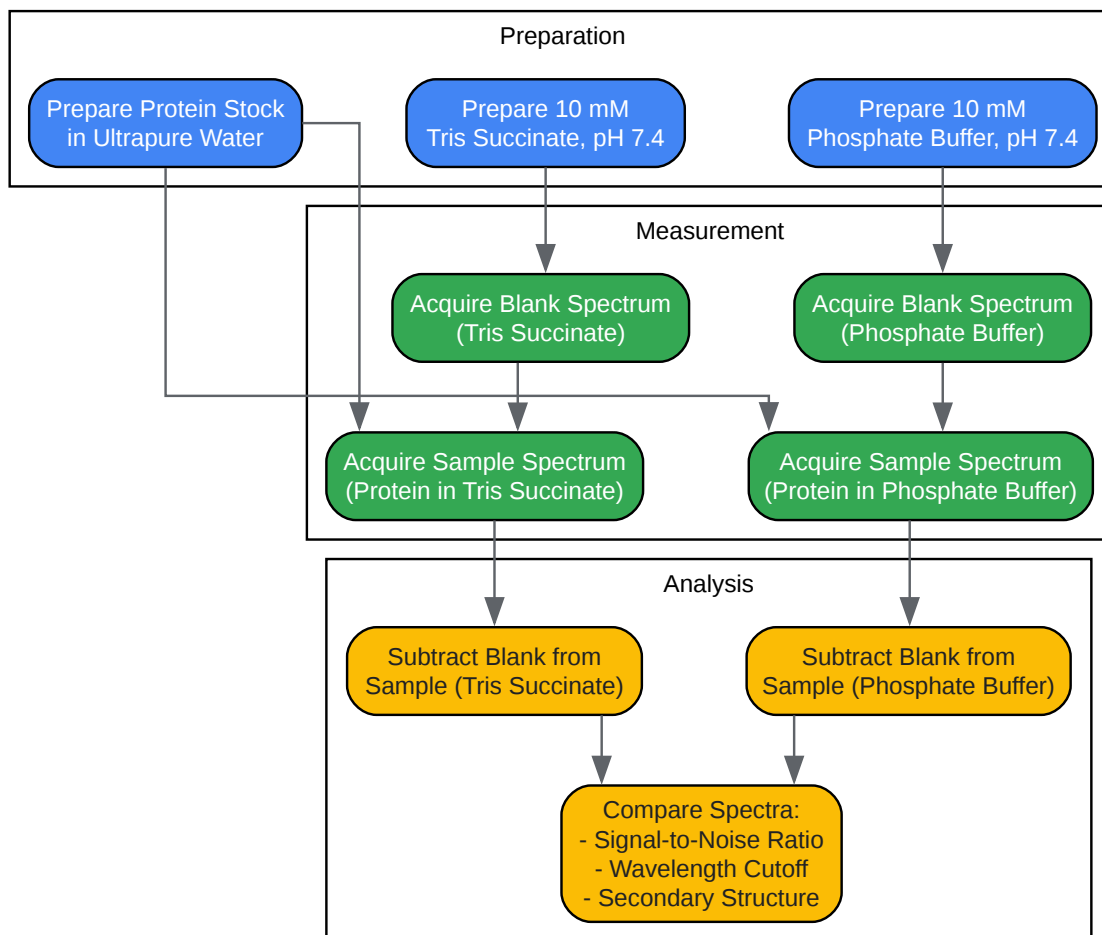 Preparation
Prepare Protein Stock
in Ultrapure Water
Prepare 10 mM
Tris Succinate, pH 7.4
Prepare 10 mM
Phosphate Buffer, pH 7.4
Measurement
Acquire Blank Spectrum
(Tris Succinate)
Acquire Blank Spectrum
(Phosphate Buffer)
Acquire Sample Spectrum
(Protein in Tris Succinate)
Acquire Sample Spectrum
(Protein in Phosphate Buffer)
Analysis
Subtract Blank from
Sample (Tris Succinate)
Subtract Blank from
Sample (Phosphate Buffer)
Compare Spectra:
- Signal-to-Noise Ratio
- Wavelength Cutoff
- Secondary Structure